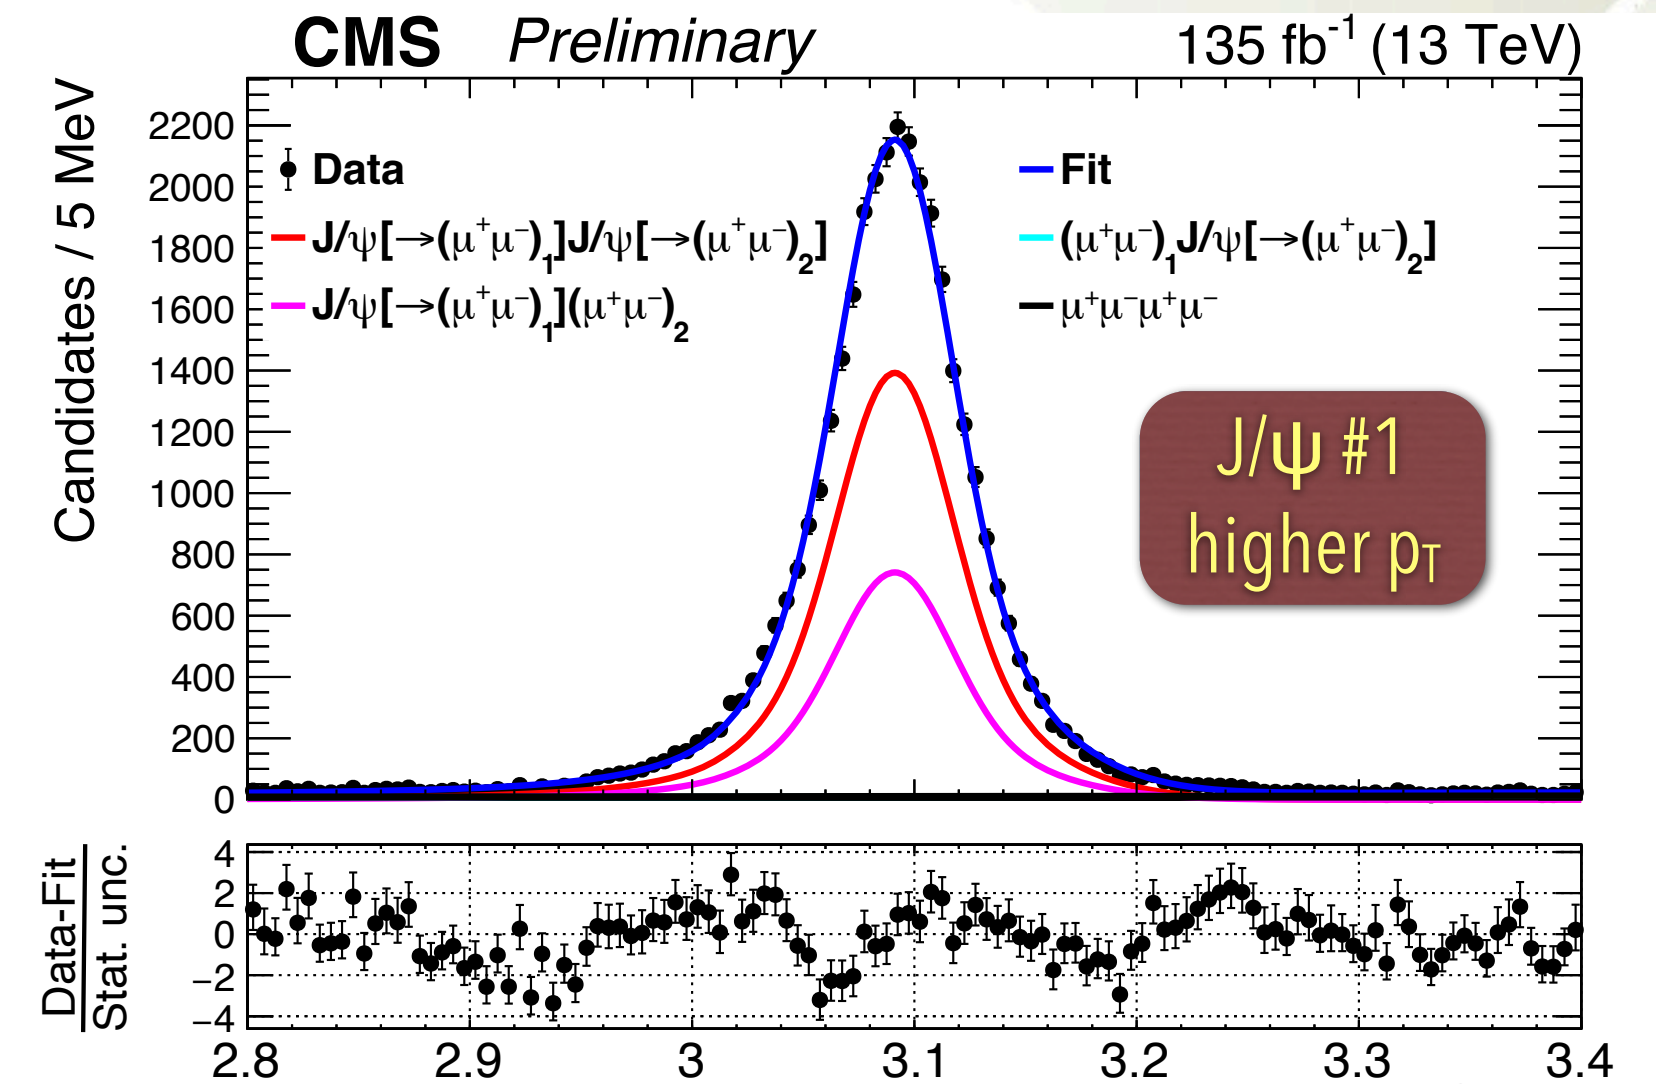 CMS Preliminary 135 fb⁻¹ (13 TeV)
Candidates / 5 MeV
2200
2000
1800
1600
1400
1200
1000
800
600
400
200
0
Data
J/ψ[→(μ⁺μ⁻)₁]J/ψ[→(μ⁺μ⁻)₂]
J/ψ[→(μ⁺μ⁻)₁](μ⁺μ⁻)₂
Fit
(μ⁺μ⁻)₁J/ψ[→(μ⁺μ⁻)₂]
μ⁺μ⁻μ⁺μ⁻
J/ψ #1
higher pT
Data-Fit
Stat. unc.
4
2
0
−2
−4
2.8 2.9 3 3.1 3.2 3.3 3.4